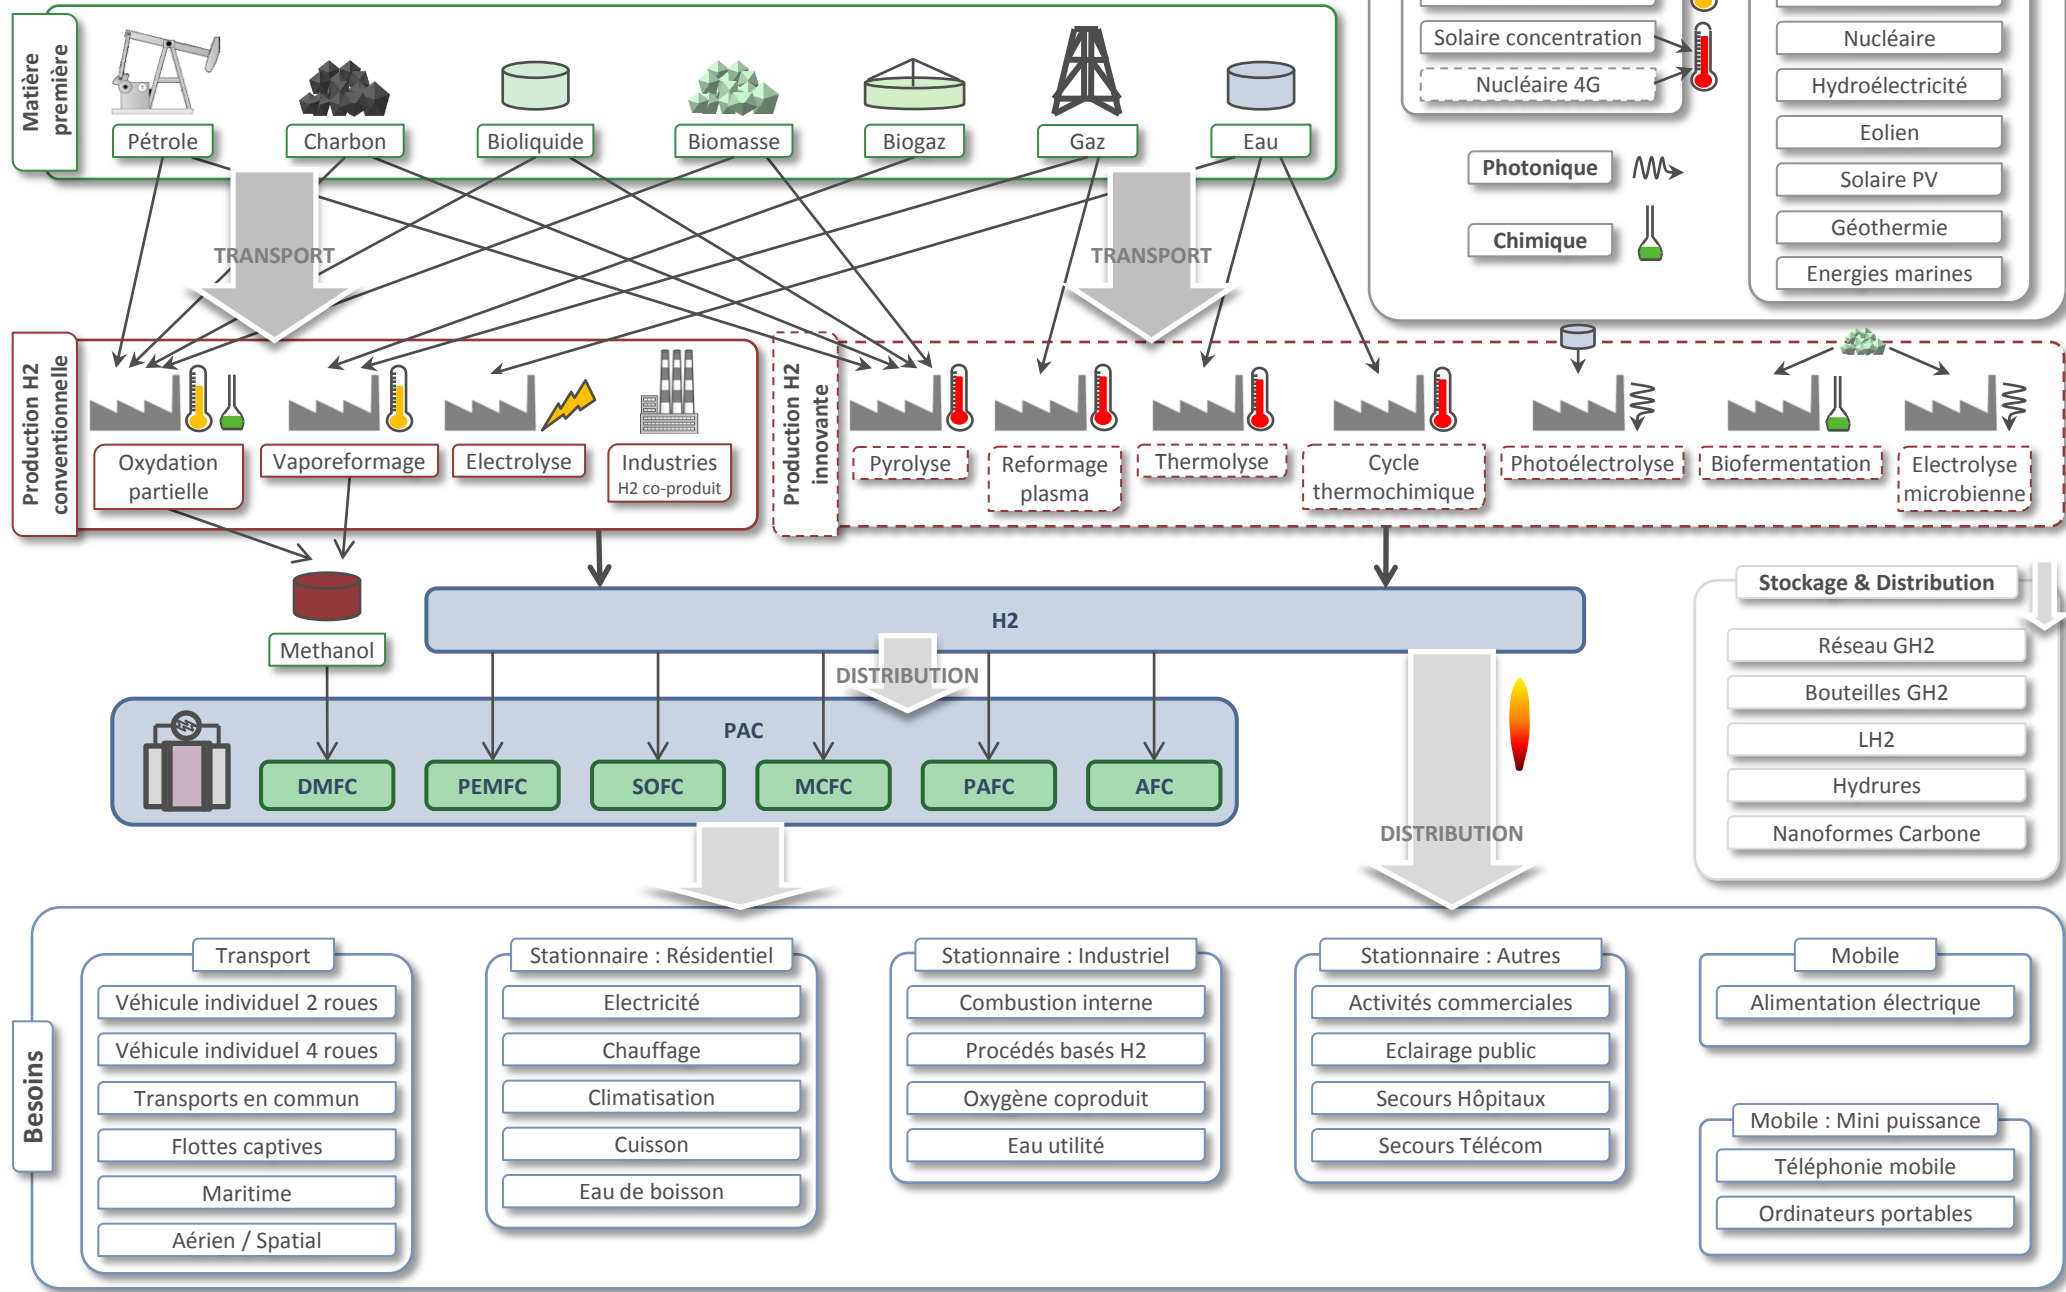 Matière
première
Pétrole
Charbon
Bioliquide
Biomasse
Biogaz
Gaz
Eau
Solaire concentration
Nucléaire 4G
Photonique
Chimique
Nucléaire
Hydroélectricité
Eolien
Solaire PV
Géothermie
Energies marines
TRANSPORT
TRANSPORT
Production H2
conventionnelle
Oxydation
partielle
Vaporeformage
Electrolyse
Industries
H2 co-produit
Production H2
innovante
Pyrolyse
Reformage
plasma
Thermolyse
Cycle
thermochimique
Photoélectrolyse
Biofermentation
Electrolyse
microbienne
Methanol
H2
DISTRIBUTION
PAC
DMFC
PEMFC
SOFC
MCFC
PAFC
AFC
DISTRIBUTION
Stockage & Distribution
Réseau GH2
Bouteilles GH2
LH2
Hydrures
Nanoformes Carbone
Besoins
Transport
Véhicule individuel 2 roues
Véhicule individuel 4 roues
Transports en commun
Flottes captives
Maritime
Aérien / Spatial
Stationnaire : Résidentiel
Electricité
Chauffage
Climatisation
Cuisson
Eau de boisson
Stationnaire : Industriel
Combustion interne
Procédés basés H2
Oxygène coproduit
Eau utilité
Stationnaire : Autres
Activités commerciales
Eclairage public
Secours Hôpitaux
Secours Télécom
Mobile
Alimentation électrique
Mobile : Mini puissance
Téléphonie mobile
Ordinateurs portables